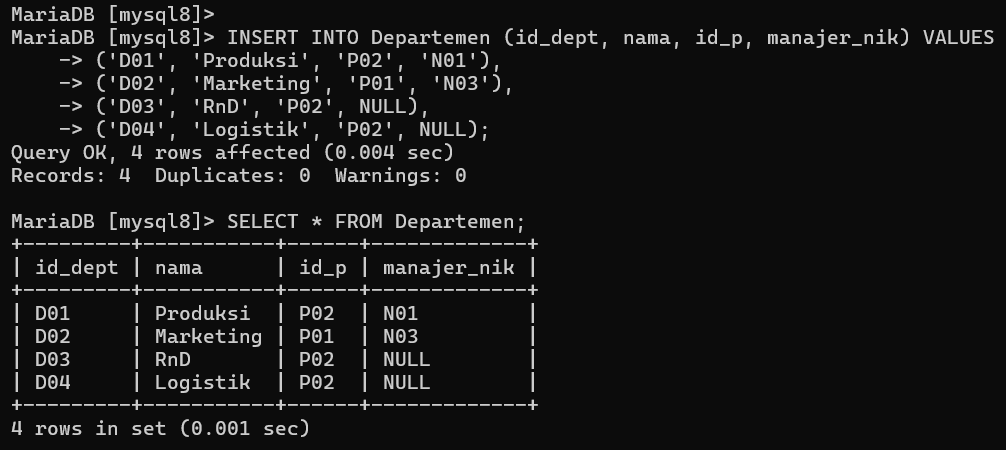 MariaDB [mysql8]>
MariaDB [mysql8]> INSERT INTO Departemen (id_dept, nama, id_p, manajer_nik) VALUES
    -> ('D01', 'Produksi', 'P02', 'N01'),
    -> ('D02', 'Marketing', 'P01', 'N03'),
    -> ('D03', 'RnD', 'P02', NULL),
    -> ('D04', 'Logistik', 'P02', NULL);
Query OK, 4 rows affected (0.004 sec)
Records: 4  Duplicates: 0  Warnings: 0

MariaDB [mysql8]> SELECT * FROM Departemen;
+---------+-----------+------+-------------+
| id_dept | nama      | id_p | manajer_nik |
+---------+-----------+------+-------------+
| D01     | Produksi  | P02  | N01         |
| D02     | Marketing | P01  | N03         |
| D03     | RnD       | P02  | NULL        |
| D04     | Logistik  | P02  | NULL        |
+---------+-----------+------+-------------+
4 rows in set (0.001 sec)